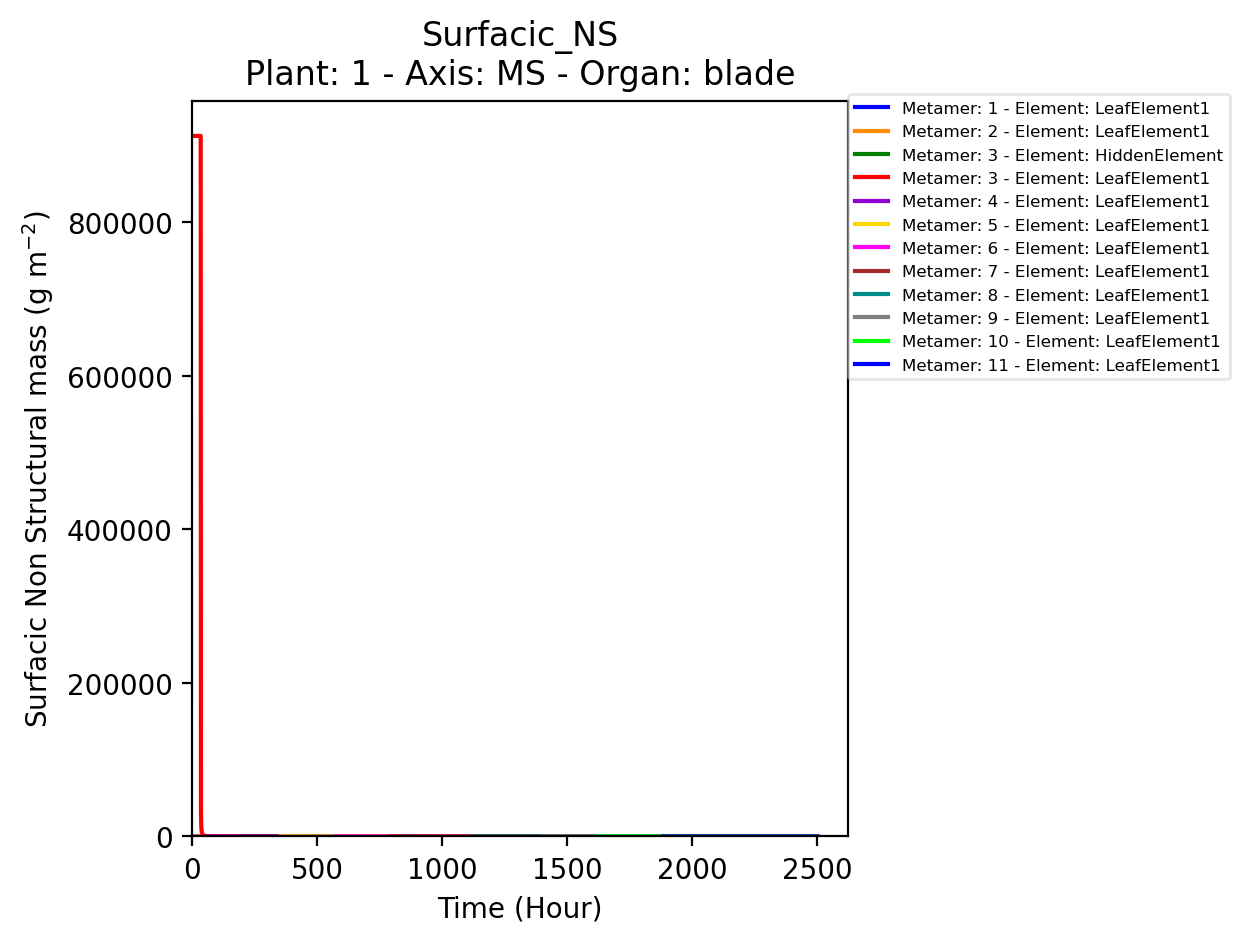 Surfacic_NS
Plant: 1 - Axis: MS - Organ: blade
Surfacic Non Structural mass (g m⁻²)
800000
600000
400000
200000
0
0 500 1000 1500 2000 2500
Time (Hour)
Metamer: 1 - Element: LeafElement1
Metamer: 2 - Element: LeafElement1
Metamer: 3 - Element: HiddenElement
Metamer: 3 - Element: LeafElement1
Metamer: 4 - Element: LeafElement1
Metamer: 5 - Element: LeafElement1
Metamer: 6 - Element: LeafElement1
Metamer: 7 - Element: LeafElement1
Metamer: 8 - Element: LeafElement1
Metamer: 9 - Element: LeafElement1
Metamer: 10 - Element: LeafElement1
Metamer: 11 - Element: LeafElement1